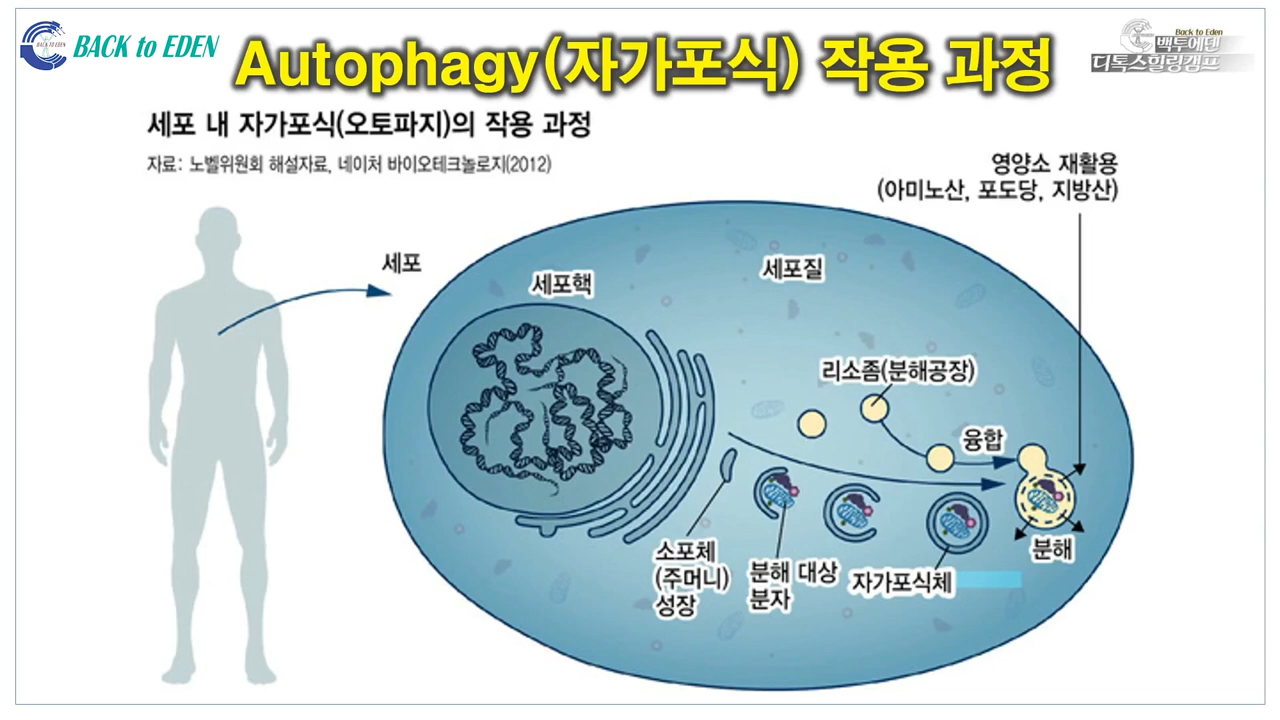 BACK to EDEN
BACK to EDEN
Autophagy(자가포식) 작용 과정
Back to Eden
백투에덴
디톡스힐링캠프
세포 내 자가포식(오토파지)의 작용 과정
자료: 노벨위원회 해설자료, 네이처 바이오테크놀로지(2012)
영양소 재활용
(아미노산, 포도당, 지방산)
세포
세포핵
세포질
리소좀(분해공장)
융합
소포체
(주머니)
성장
분해 대상
분자
자가포식체
분해